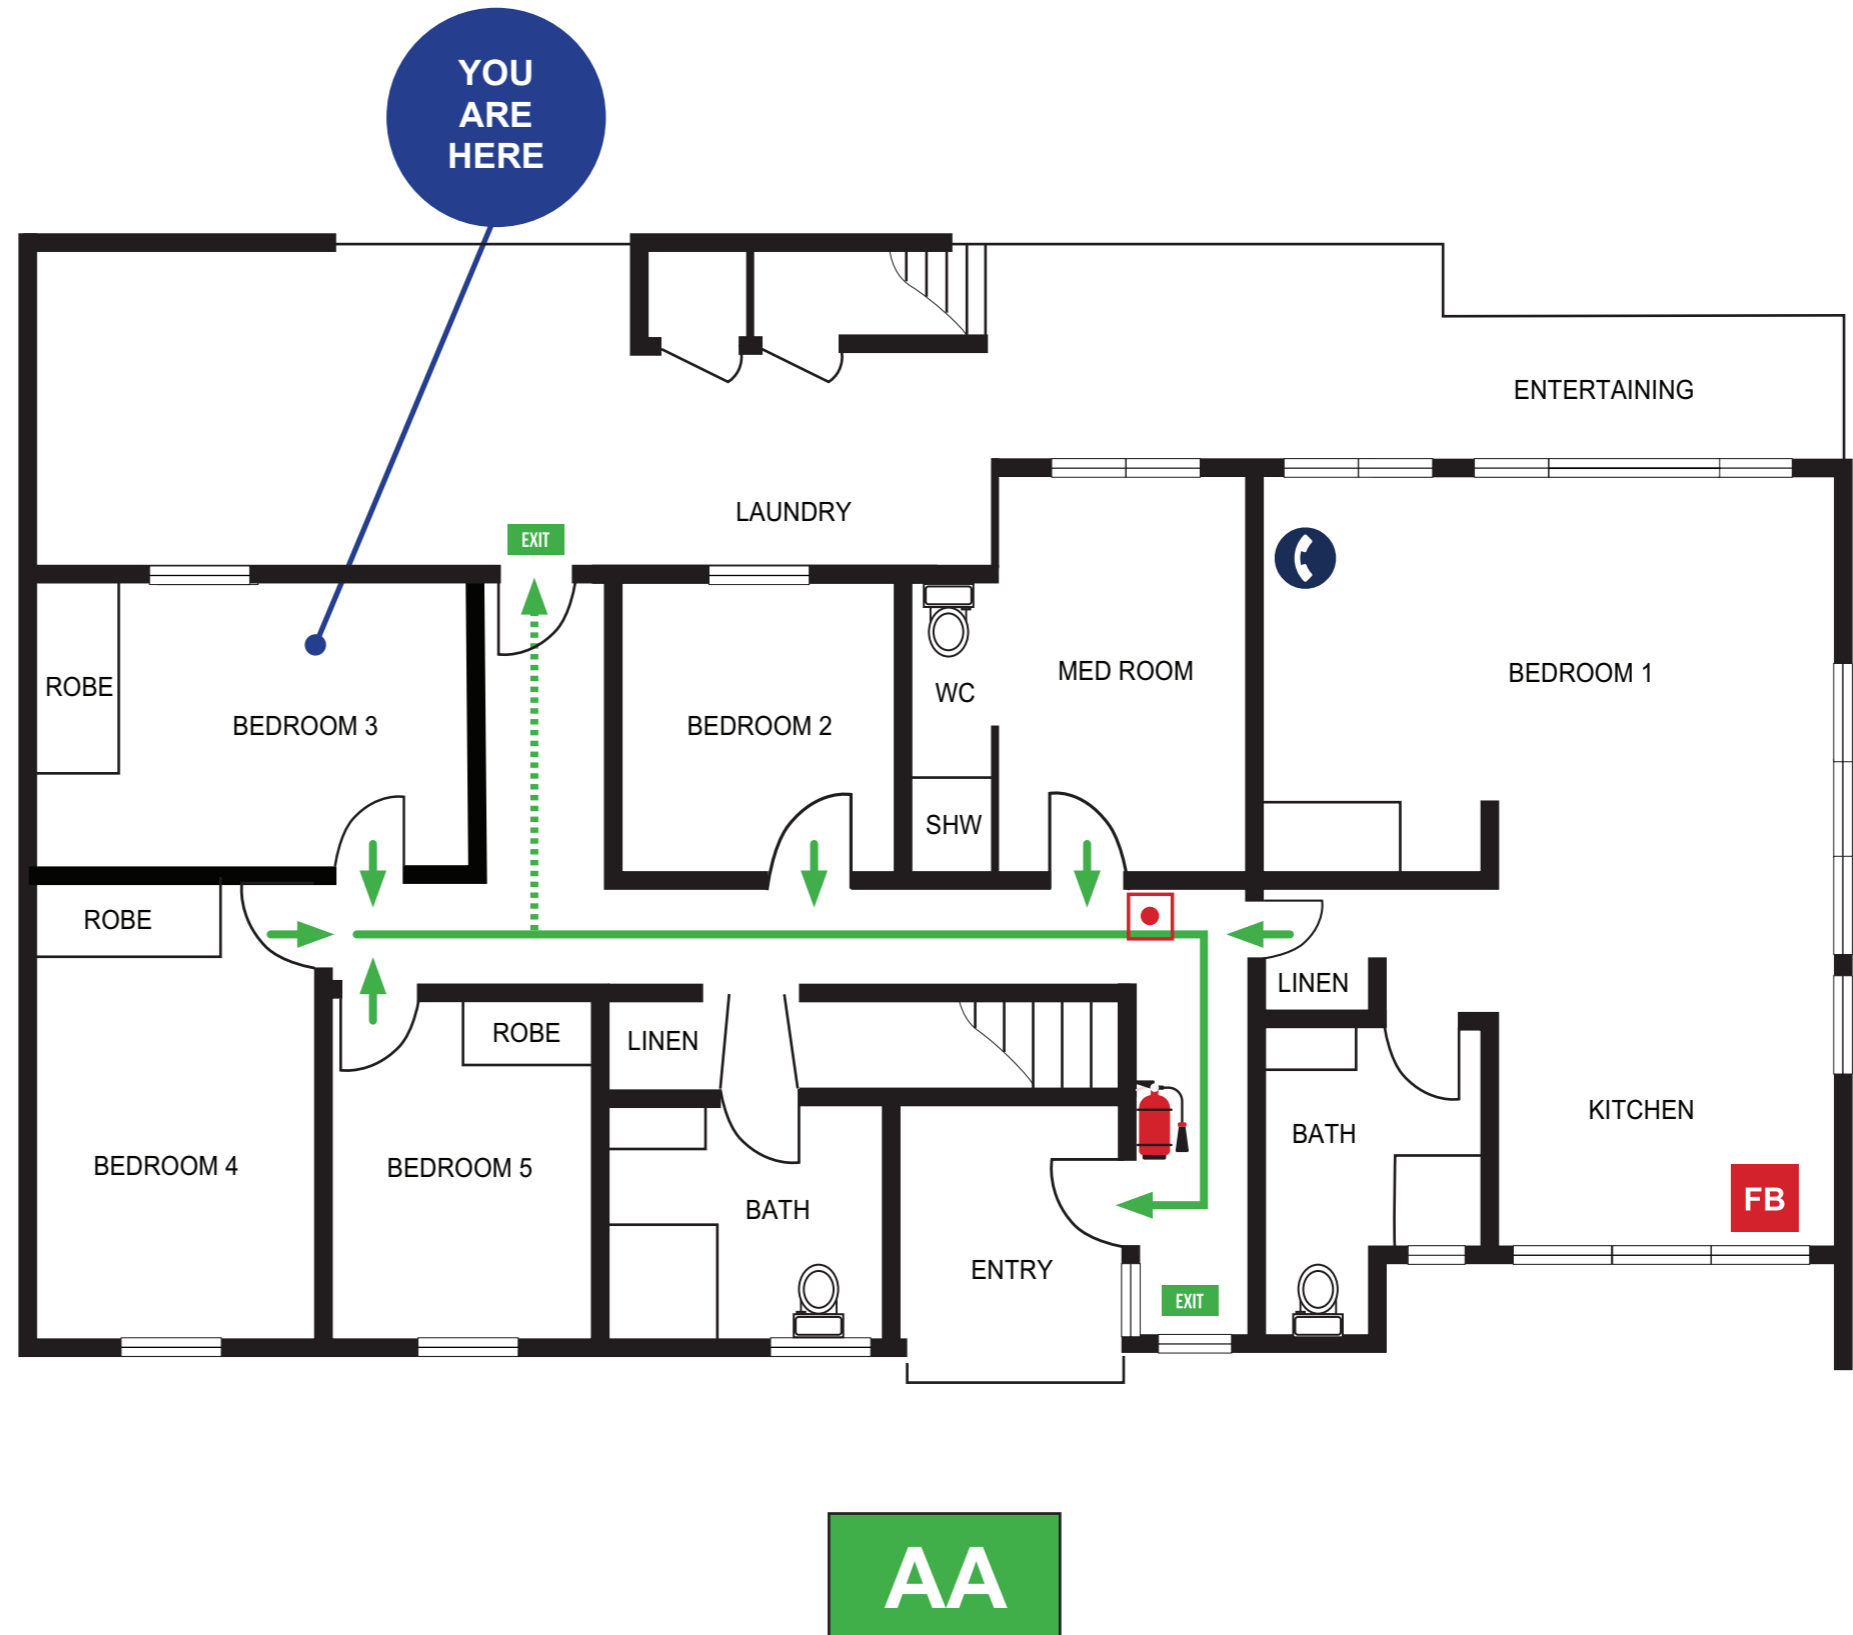 YOU
ARE
HERE
ENTERTAINING
LAUNDRY
EXIT
ROBE
BEDROOM 3
BEDROOM 2
WC
MED ROOM
BEDROOM 1
SHW
ROBE
LINEN
ROBE
LINEN
BEDROOM 4
BEDROOM 5
BATH
ENTRY
EXIT
BATH
KITCHEN
FB
AA